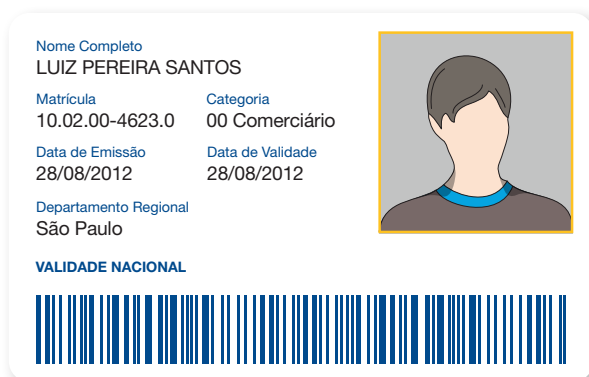 Nome Completo
LUIZ PEREIRA SANTOS
Matrícula Categoria
10.02.00-4623.0 00 Comerciário
Data de Emissão Data de Validade
28/08/2012 28/08/2012
Departamento Regional
São Paulo
VALIDADE NACIONAL